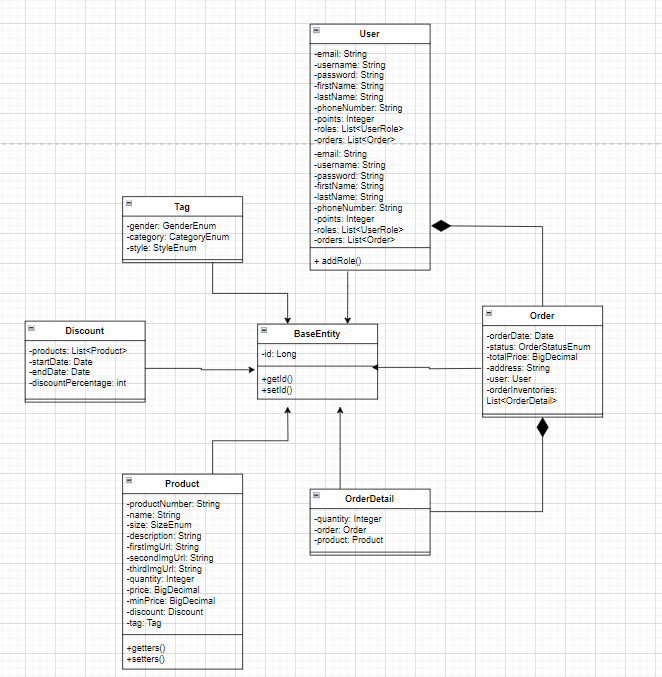 User
-email: String
-username: String
-password: String
-firstName: String
-lastName: String
-phoneNumber: String
-points: Integer
-roles: List<UserRole>
-orders: List<Order>
-email: String
-username: String
-password: String
-firstName: String
-lastName: String
-phoneNumber: String
-points: Integer
-roles: List<UserRole>
-orders: List<Order>
+ addRole()
Tag
-gender: GenderEnum
-category: CategoryEnum
-style: StyleEnum
Discount
-products: List<Product>
-startDate: Date
-endDate: Date
-discountPercentage: int
BaseEntity
-id: Long
+getId()
+setId()
Order
-orderDate: Date
-status: OrderStatusEnum
-totalPrice: BigDecimal
-address: String
-user: User
-orderInventories:
List<OrderDetail>
Product
-productNumber: String
-name: String
-size: SizeEnum
-description: String
-firstImgUrl: String
-secondImgUrl: String
-thirdImgUrl: String
-quantity: Integer
-price: BigDecimal
-minPrice: BigDecimal
-discount: Discount
-tag: Tag
+getters()
+setters()
OrderDetail
-quantity: Integer
-order: Order
-product: Product